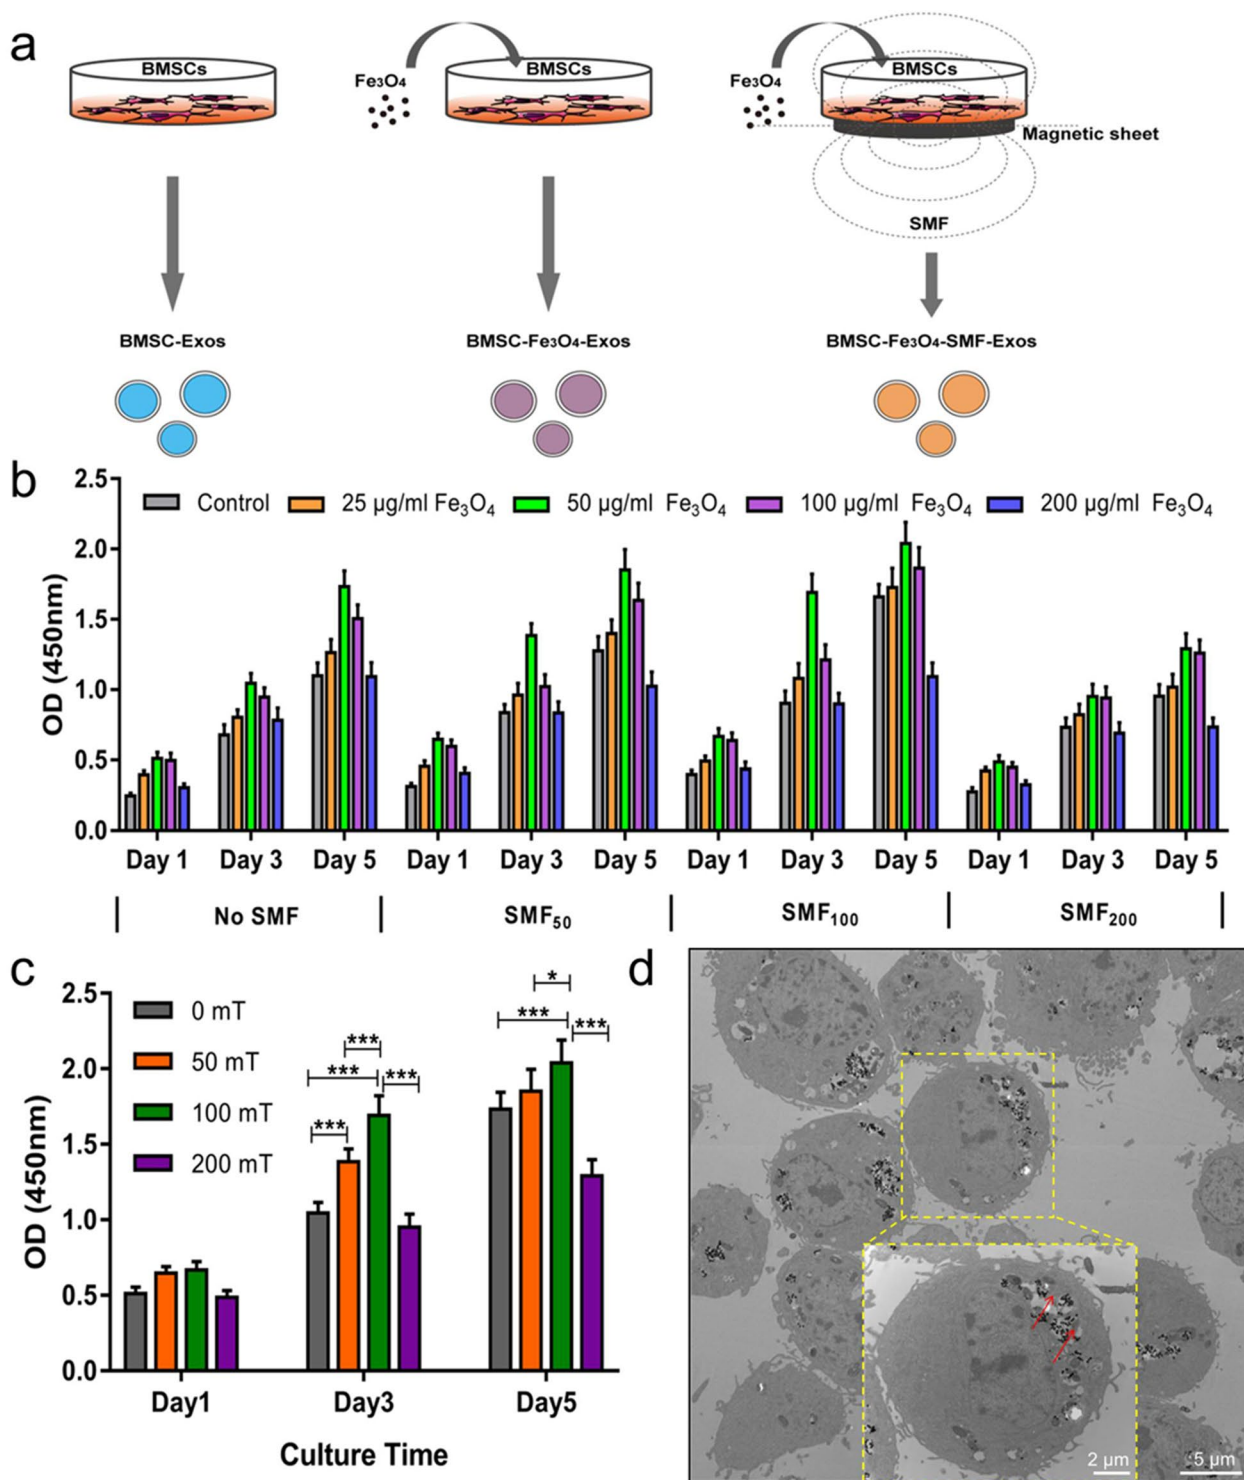 a
BMSCs
Fe₃O₄
BMSCs
Fe₃O₄
BMSCs
Magnetic sheet
SMF
BMSC-Exos
BMSC-Fe₃O₄-Exos
BMSC-Fe₃O₄-SMF-Exos
b
Control 25 µg/ml Fe₃O₄ 50 µg/ml Fe₃O₄ 100 µg/ml Fe₃O₄ 200 µg/ml Fe₃O₄
OD (450nm)
2.5
2.0
1.5
1.0
0.5
0.0
Day 1 Day 3 Day 5 Day 1 Day 3 Day 5 Day 1 Day 3 Day 5 Day 1 Day 3 Day 5
No SMF SMF₅₀ SMF₁₀₀ SMF₂₀₀
c
OD (450nm)
2.5
2.0
1.5
1.0
0.5
0.0
0 mT
50 mT
100 mT
200 mT
***
***
***
***
*
***
***
Day1 Day3 Day5
Culture Time
d
2 µm
5 µm